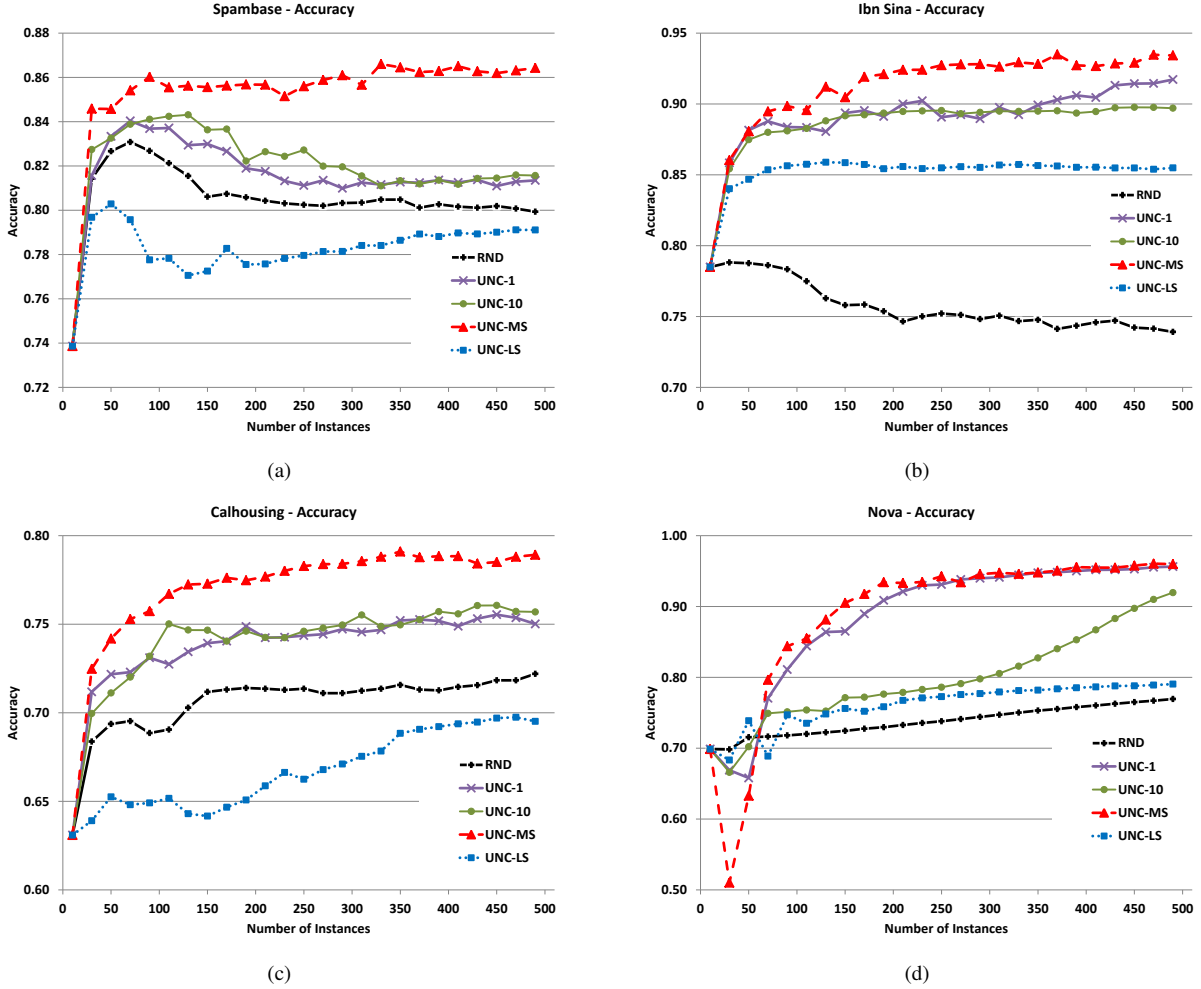 Spambase - Accuracy
0.88
0.86
0.84
0.82
0.80
0.78
0.76
0.74
0.72
Accuracy
0 50 100 150 200 250 300 350 400 450 500
Number of Instances
RND
UNC-1
UNC-10
UNC-MS
UNC-LS
(a)
Ibn Sina - Accuracy
0.95
0.90
0.85
0.80
0.75
0.70
Accuracy
0 50 100 150 200 250 300 350 400 450 500
Number of Instances
RND
UNC-1
UNC-10
UNC-MS
UNC-LS
(b)
Calhousing - Accuracy
0.80
0.75
0.70
0.65
0.60
Accuracy
0 50 100 150 200 250 300 350 400 450 500
Number of Instances
RND
UNC-1
UNC-10
UNC-MS
UNC-LS
(c)
Nova - Accuracy
1.00
0.90
0.80
0.70
0.60
0.50
Accuracy
0 50 100 150 200 250 300 350 400 450 500
Number of Instances
RND
UNC-1
UNC-10
UNC-MS
UNC-LS
(d)